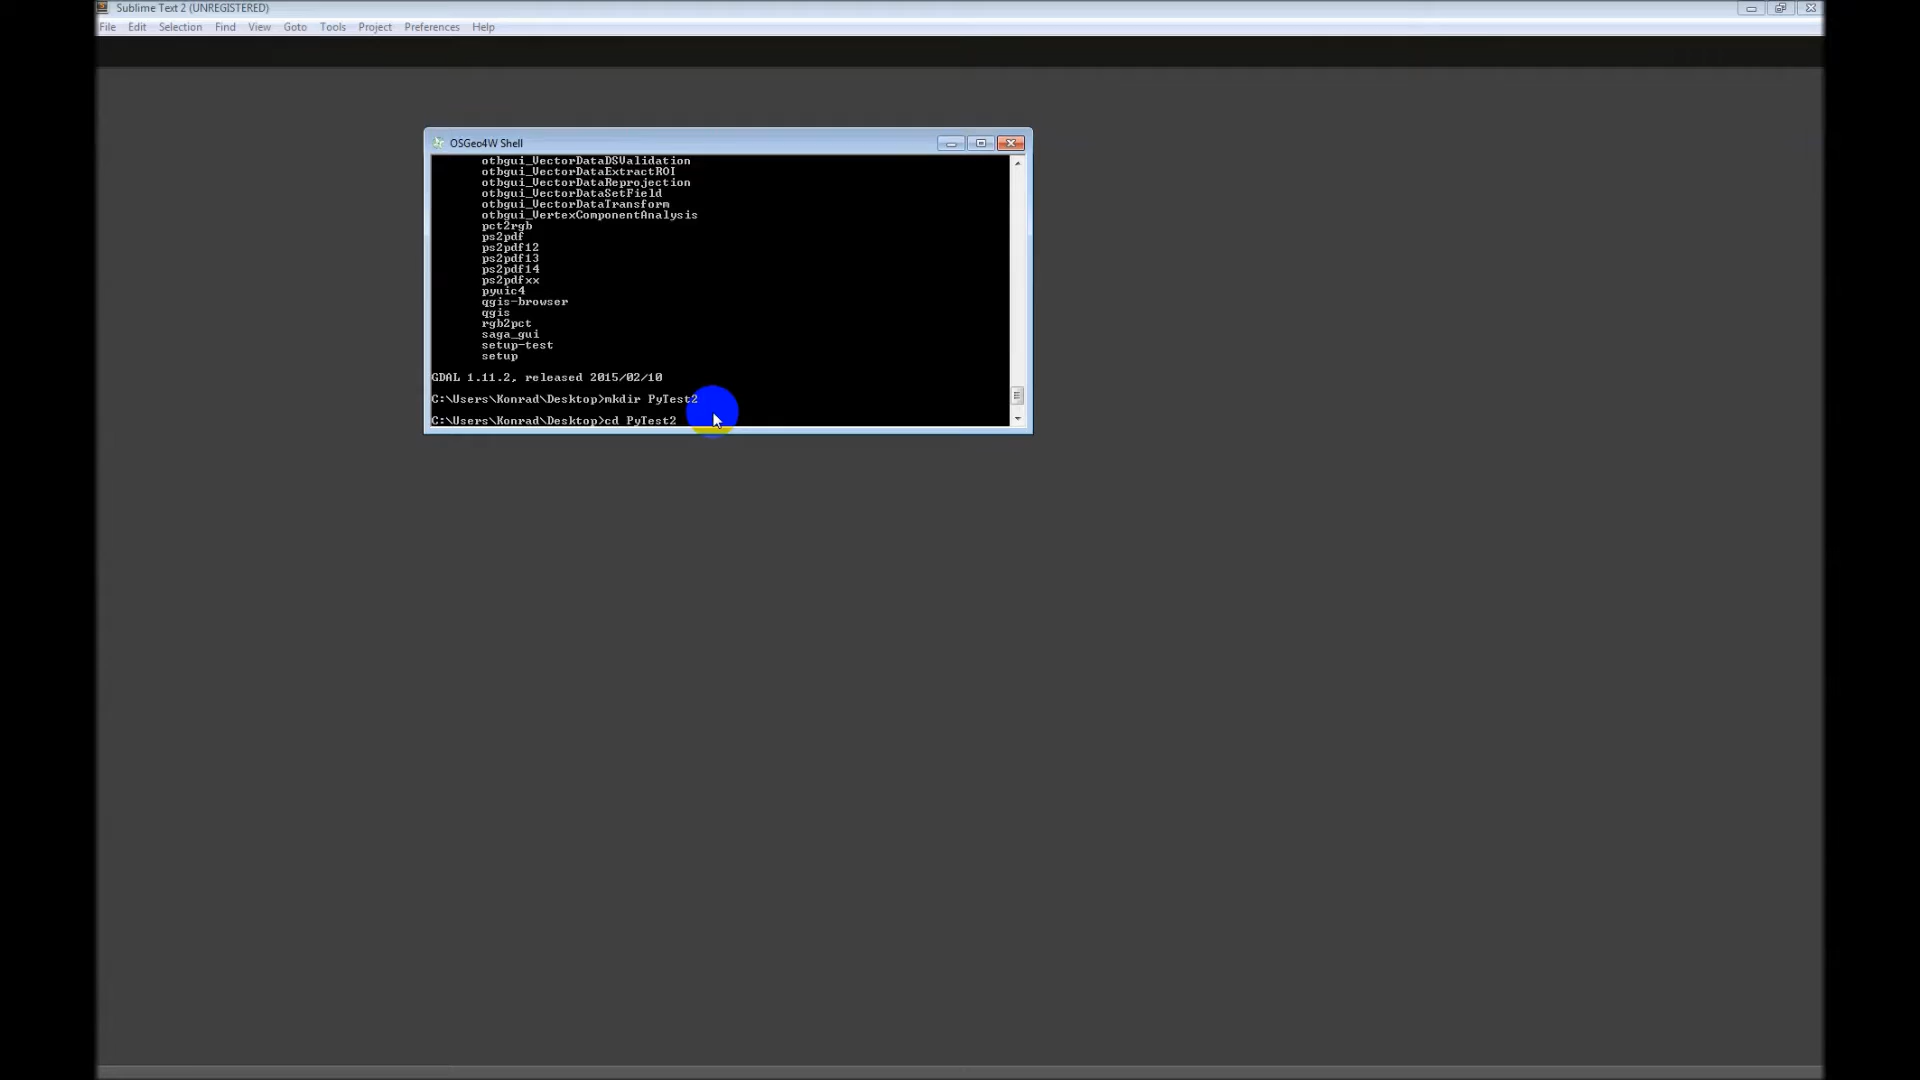 Sublime Text 2 (UNREGISTERED)
File Edit Selection Find View Goto Tools Project Preferences Help
OSGeo4W Shell
otbgui_VectorDataDSValidation
otbgui_VectorDataExtractROI
otbgui_VectorDataReprojection
otbgui_VectorDataSetField
otbgui_VectorDataTransform
otbgui_VertexComponentAnalysis
pct2rgb
ps2pdf
ps2pdf12
ps2pdf13
ps2pdf14
ps2pdfxx
pyuic4
qgis-browser
qgis
rgb2pct
saga_gui
setup-test
setup
GDAL 1.11.2, released 2015/02/10
C:\Users\Konrad\Desktop>mkdir PyTest2
C:\Users\Konrad\Desktop>cd PyTest2